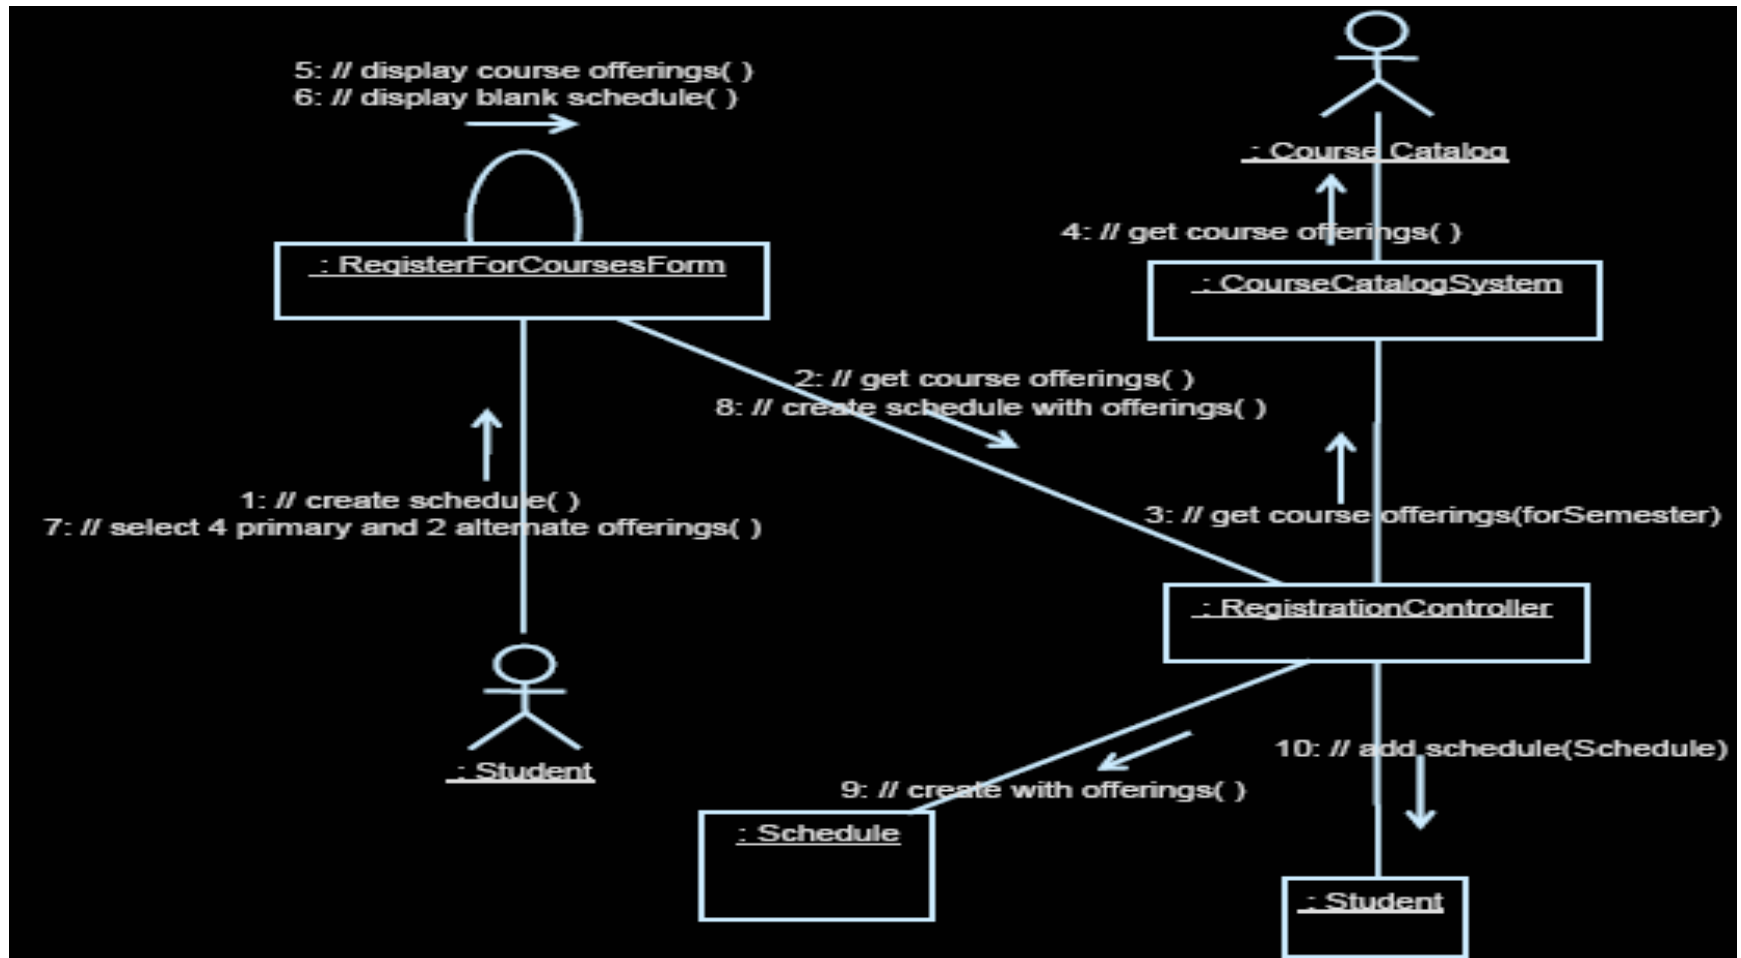 5: // display course offerings( )
6: // display blank schedule( )
: Course Catalog
4: // get course offerings( )
: RegisterForCoursesForm
: CourseCatalogSystem
2: // get course offerings( )
8: // create schedule with offerings( )
1: // create schedule( )
7: // select 4 primary and 2 alternate offerings( )
3: // get course offerings(forSemester)
: RegistrationController
: Student
10: // add schedule(Schedule)
9: // create with offerings( )
: Schedule
: Student